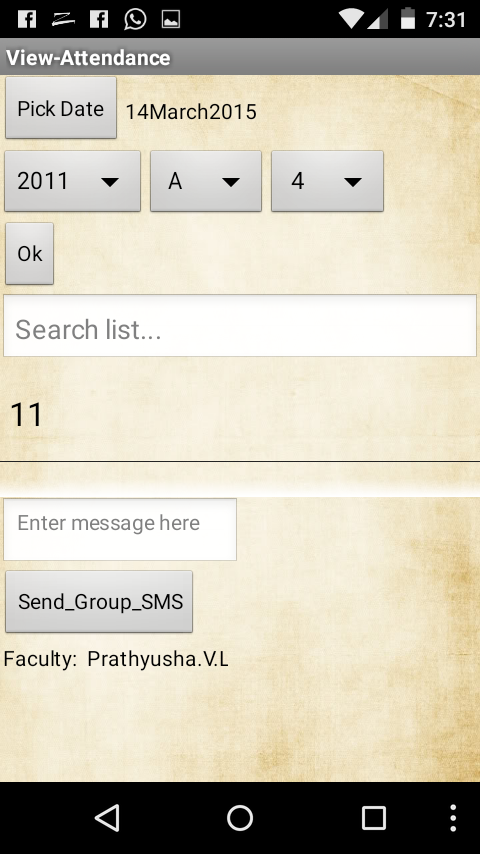 7:31
View-Attendance
Pick Date 14March2015
2011 A 4
Ok
Search list...
11
Enter message here
Send_Group_SMS
Faculty: Prathyusha.V.L